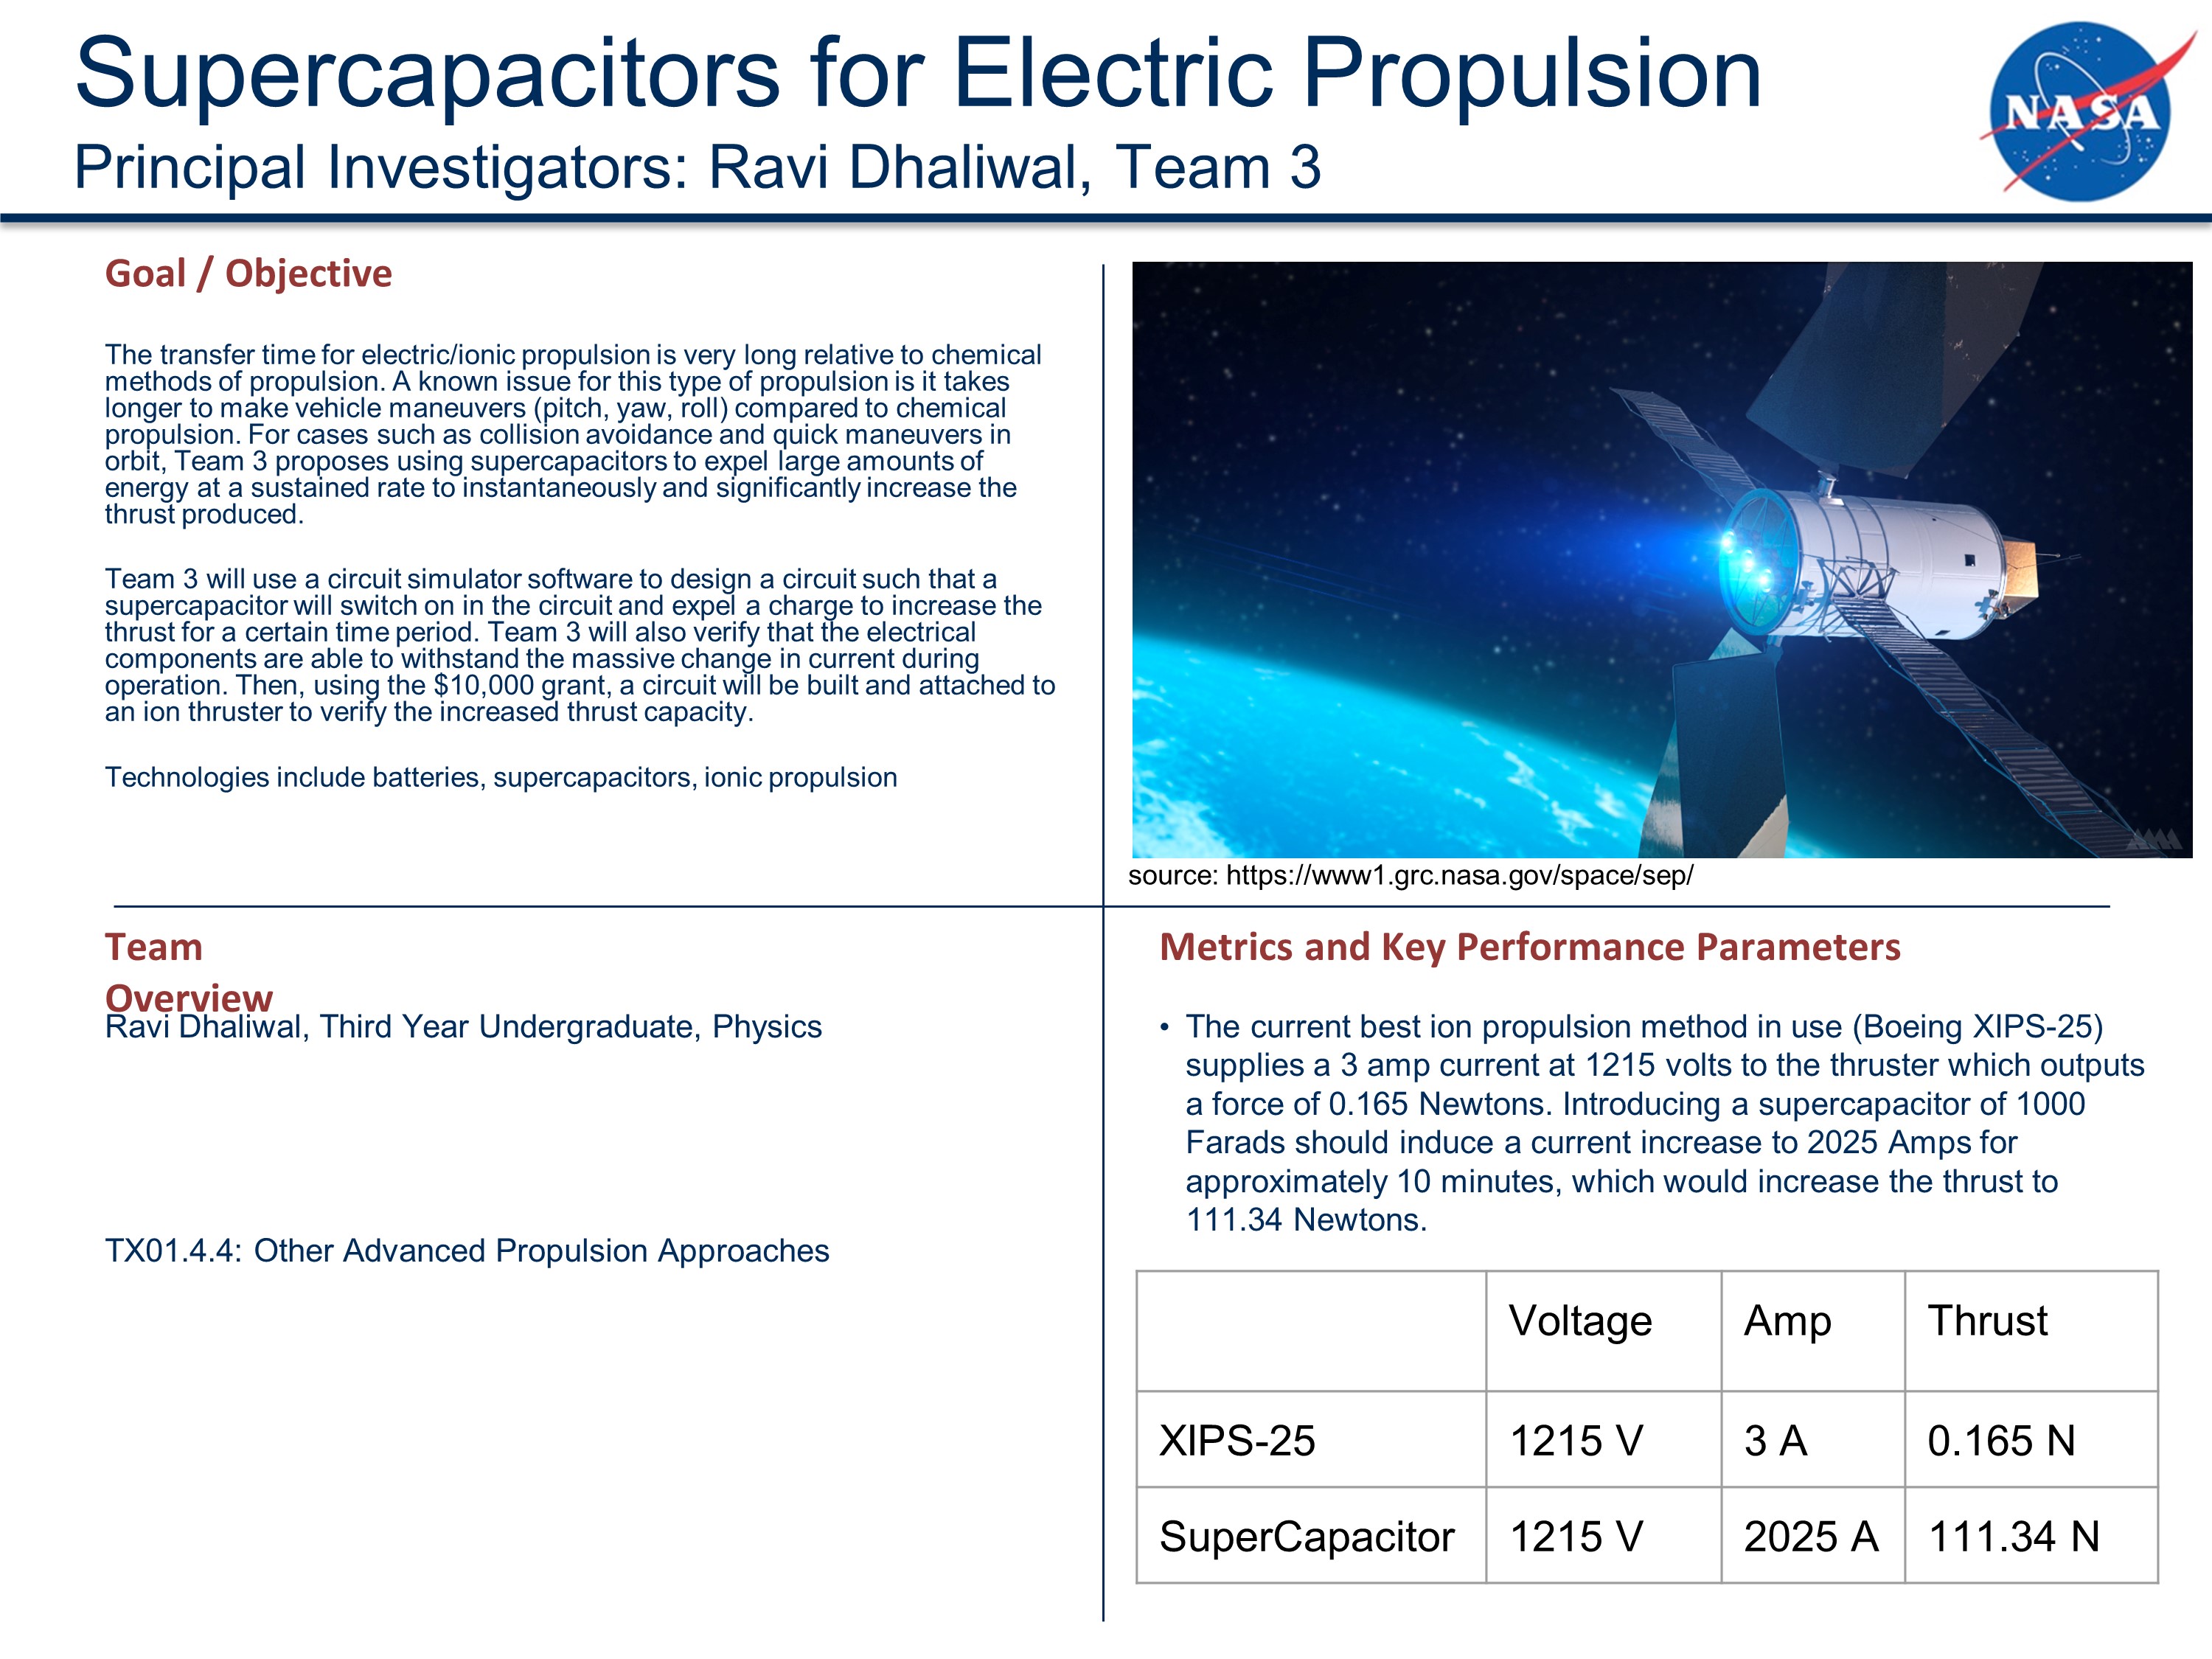 Supercapacitors for Electric Propulsion
Principal Investigators: Ravi Dhaliwal, Team 3
NASA
Goal / Objective
The transfer time for electric/ionic propulsion is very long relative to chemical
methods of propulsion. A known issue for this type of propulsion is it takes
longer to make vehicle maneuvers (pitch, yaw, roll) compared to chemical
propulsion. For cases such as collision avoidance and quick maneuvers in
orbit, Team 3 proposes using supercapacitors to expel large amounts of
energy at a sustained rate to instantaneously and significantly increase the
thrust produced.
Team 3 will use a circuit simulator software to design a circuit such that a
supercapacitor will switch on in the circuit and expel a charge to increase the
thrust for a certain time period. Team 3 will also verify that the electrical
components are able to withstand the massive change in current during
operation. Then, using the $10,000 grant, a circuit will be built and attached to
an ion thruster to verify the increased thrust capacity.
Technologies include batteries, supercapacitors, ionic propulsion
source: https://www1.grc.nasa.gov/space/sep/
Team
Overview
Ravi Dhaliwal, Third Year Undergraduate, Physics
TX01.4.4: Other Advanced Propulsion Approaches
Metrics and Key Performance Parameters
• The current best ion propulsion method in use (Boeing XIPS-25)
supplies a 3 amp current at 1215 volts to the thruster which outputs
a force of 0.165 Newtons. Introducing a supercapacitor of 1000
Farads should induce a current increase to 2025 Amps for
approximately 10 minutes, which would increase the thrust to
111.34 Newtons.
Voltage Amp Thrust
XIPS-25 1215 V 3 A 0.165 N
SuperCapacitor 1215 V 2025 A 111.34 N